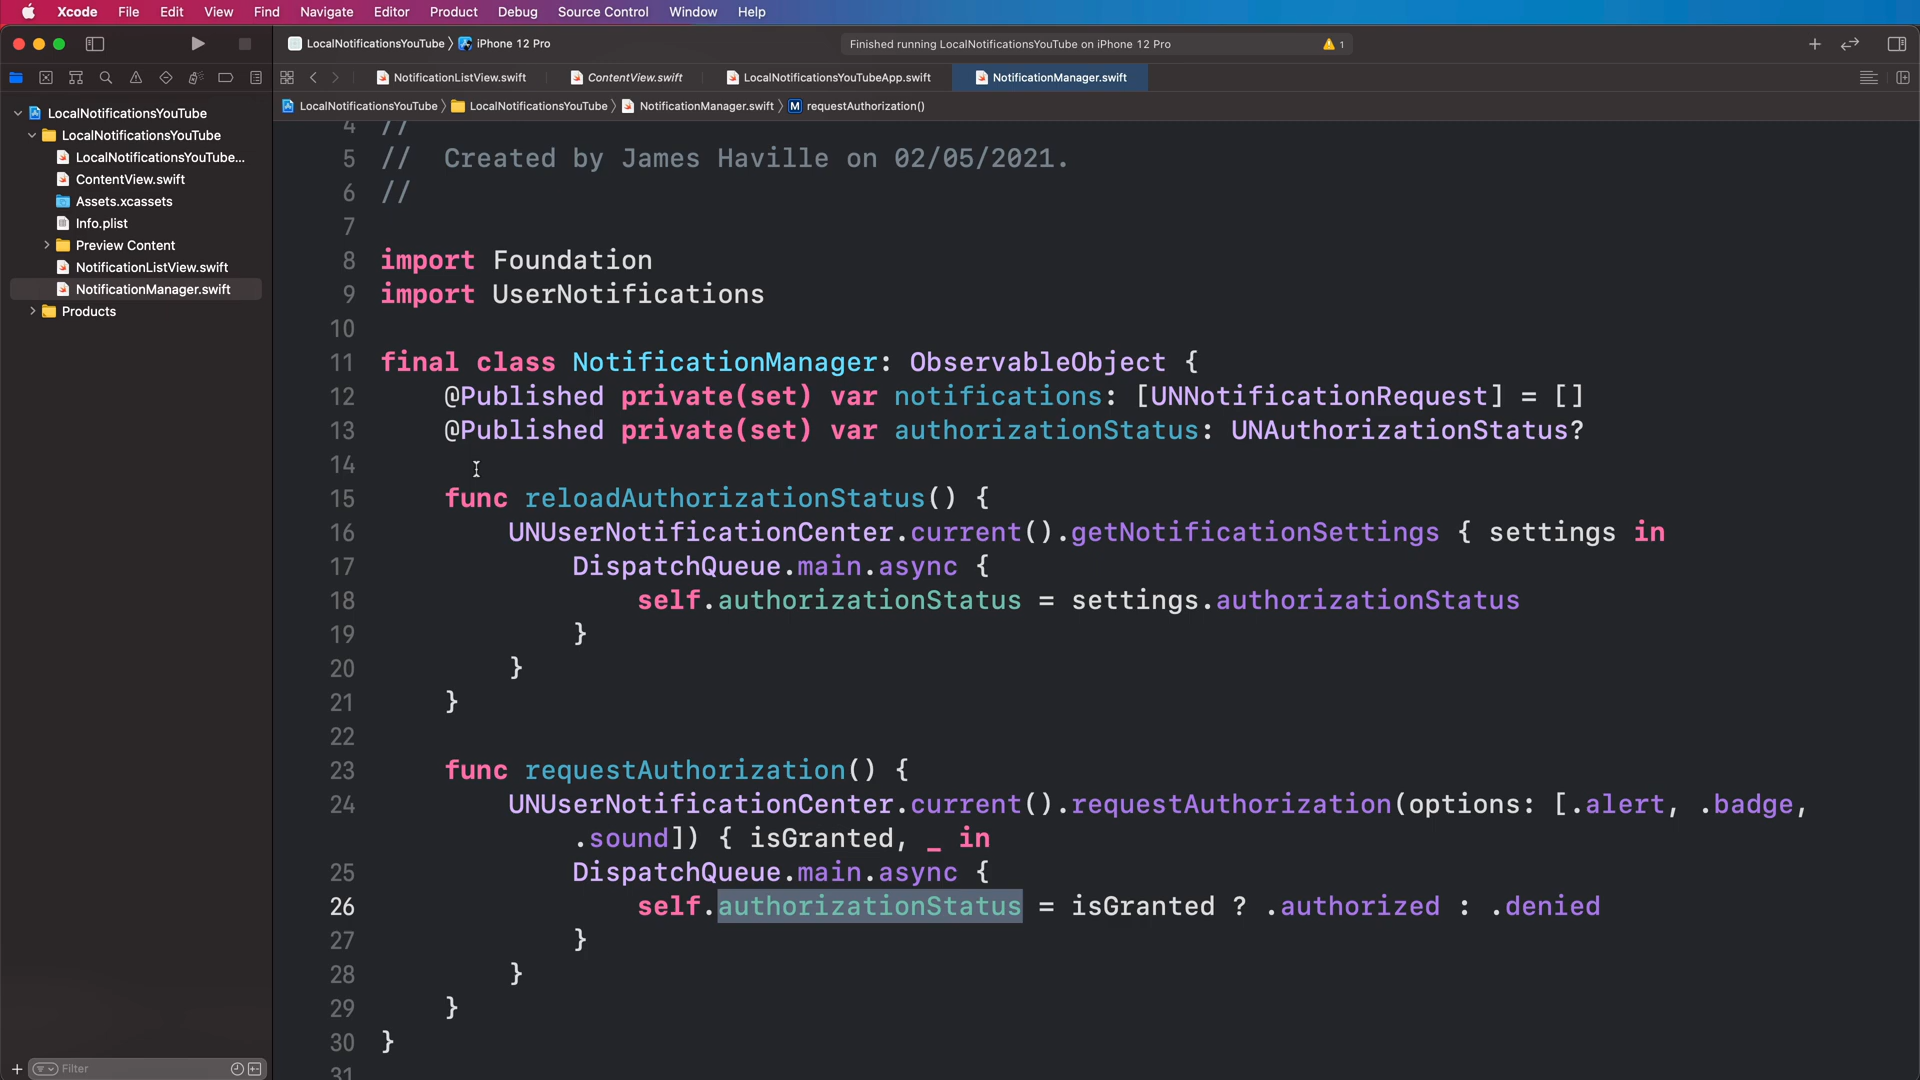 Xcode File Edit View Find Navigate Editor Product Debug Source Control Window Help
LocalNotificationsYouTube iPhone 12 Pro Finished running LocalNotificationsYouTube on iPhone 12 Pro 1
NotificationListView.swift ContentView.swift LocalNotificationsYouTubeApp.swift NotificationManager.swift
LocalNotificationsYouTube LocalNotificationsYouTube NotificationManager.swift M requestAuthorization()
LocalNotificationsYouTube
LocalNotificationsYouTube
LocalNotificationsYouTube...
ContentView.swift
Assets.xcassets
Info.plist
Preview Content
NotificationListView.swift
NotificationManager.swift
Products
Filter
4 //
5 //  Created by James Haville on 02/05/2021.
6 //
7
8 import Foundation
9 import UserNotifications
10
11 final class NotificationManager: ObservableObject {
12 @Published private(set) var notifications: [UNNotificationRequest] = []
13 @Published private(set) var authorizationStatus: UNAuthorizationStatus?
14
15 func reloadAuthorizationStatus() {
16 UNUserNotificationCenter.current().getNotificationSettings { settings in
17 DispatchQueue.main.async {
18 self.authorizationStatus = settings.authorizationStatus
19 }
20 }
21 }
22
23 func requestAuthorization() {
24 UNUserNotificationCenter.current().requestAuthorization(options: [.alert, .badge,
.sound]) { isGranted, _ in
25 DispatchQueue.main.async {
26 self.authorizationStatus = isGranted ? .authorized : .denied
27 }
28 }
29 }
30 }
31